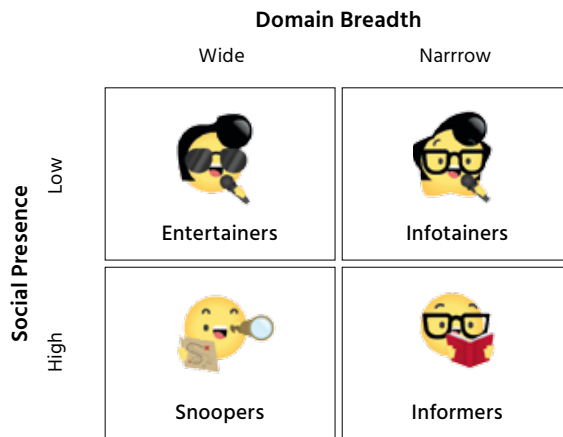 Domain Breadth
Wide Narrrow
Social Presence
Low
Entertainers Infotainers
High
Snoopers Informers